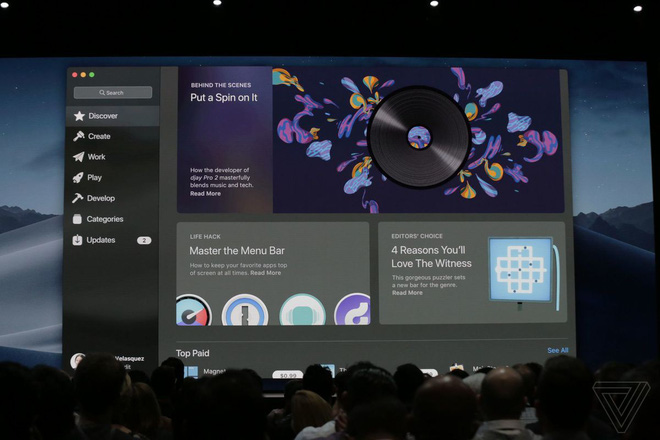 Search
Discover
Create
Work
Play
Develop
Categories
Updates
2
Velasquez
BEHIND THE SCENES
Put a Spin on It
How the developer of
djay Pro 2 masterfully
blends music and tech.
Read More
LIFE HACK
Master the Menu Bar
How to keep your favorite apps top
of screen at all times. Read More
EDITORS' CHOICE
4 Reasons You'll
Love The Witness
This gorgeous puzzler sets
a new bar for the genre.
Read More
Top Paid
See All
$0.99